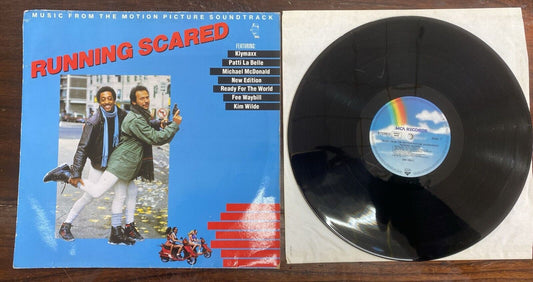 MUSIC FROM THE MOTION PICTURE SOUNDTRACK
RUNNING SCARED
FEATURING:
Klymaxx
Patti La Belle
Michael McDonald
New Edition
Ready For The World
Fee Waybill
Kim Wilde
MCA RECORDS